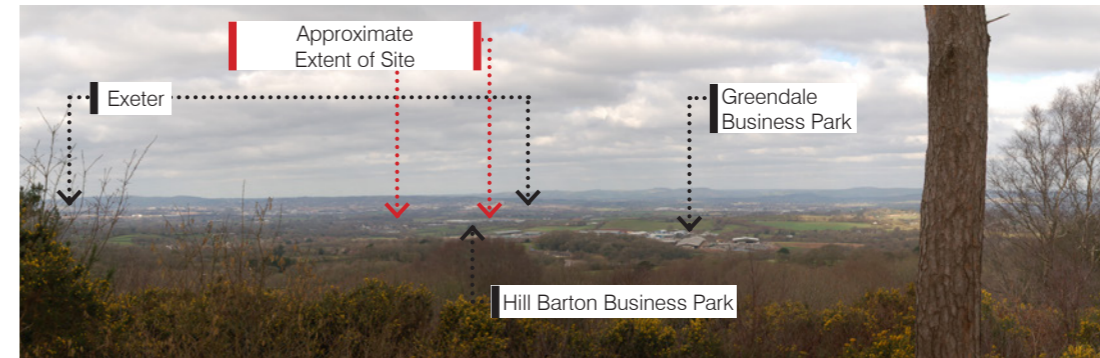 Approximate
Extent of Site
Exeter
Greendale
Business Park
Hill Barton Business Park